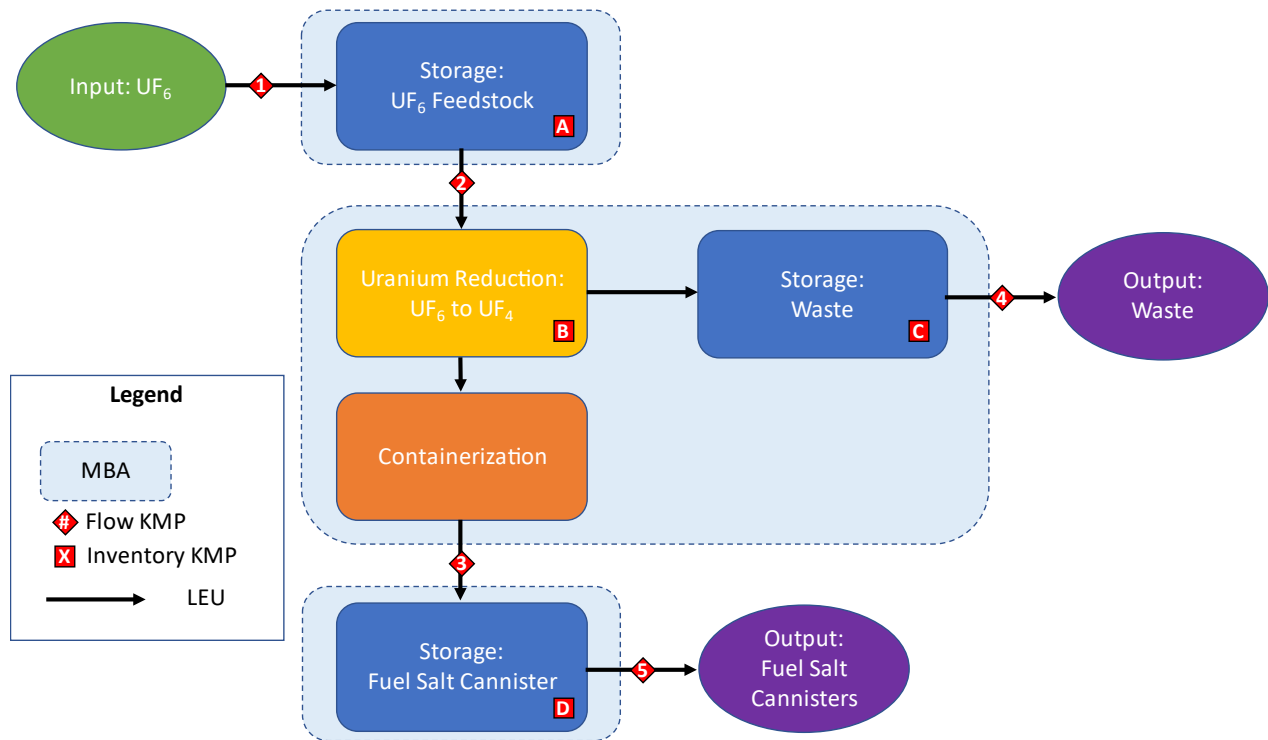 Input: UF₆
1
Storage:
UF₆ Feedstock
A
2
Uranium Reduction:
UF₆ to UF₄
B
Storage:
Waste
C
4
Output:
Waste
Containerization
3
Storage:
Fuel Salt Cannister
D
5
Output:
Fuel Salt
Cannisters
Legend
MBA
# Flow KMP
X Inventory KMP
LEU